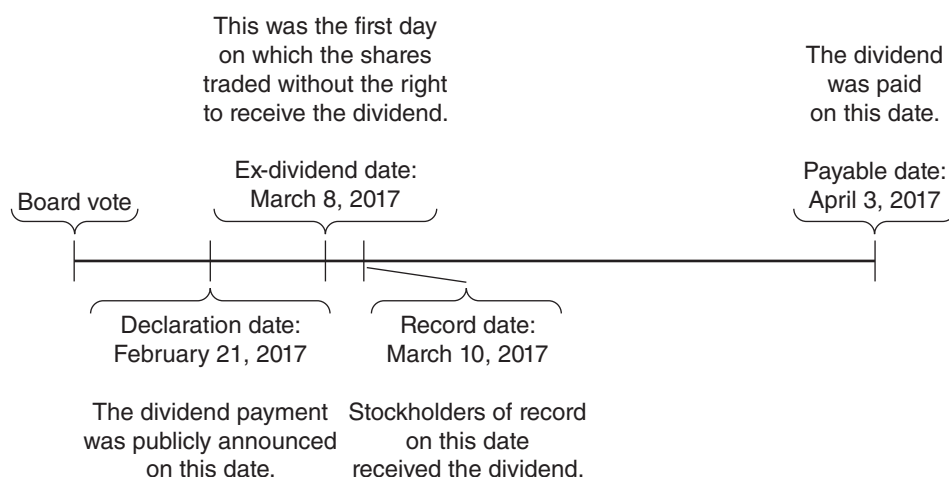 This was the first day
on which the shares
traded without the right
to receive the dividend.
The dividend
was paid
on this date.
Board vote
Ex-dividend date:
March 8, 2017
Payable date:
April 3, 2017
Declaration date:
February 21, 2017
Record date:
March 10, 2017
The dividend payment
was publicly announced
on this date.
Stockholders of record
on this date
received the dividend.